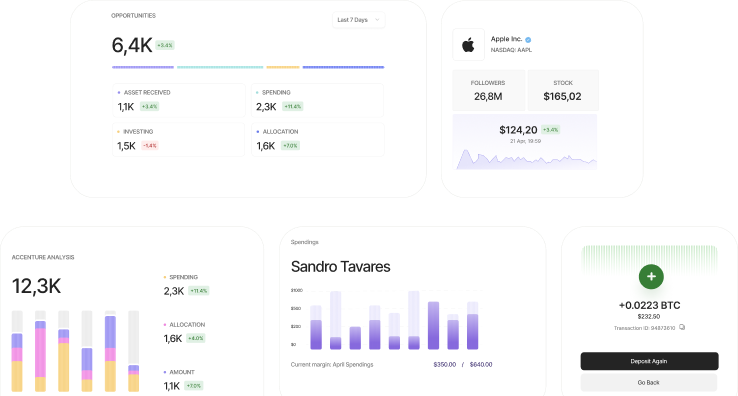 OPPORTUNITIES
Last 7 Days
6,4K +3.4%
ASSET RECEIVED
1,1K +3.4%
SPENDING
2,3K +11.4%
INVESTING
1,5K -1.4%
ALLOCATION
1,6K +7.0%
Apple Inc.
NASDAQ: AAPL
FOLLOWERS
26,8M
STOCK
$165,02
$124,20 +3.4%
21 Apr, 19:59
ACCENTURE ANALYSIS
12,3K
SPENDING
2,3K +11.4%
ALLOCATION
1,6K +4.0%
AMOUNT
1,1K +7.0%
Spendings
Sandro Tavares
$1000
$500
$200
$0
Current margin: April Spendings
$350.00 / $640.00
+0.0223 BTC
$232.50
Transaction ID: 94873610
Deposit Again
Go Back